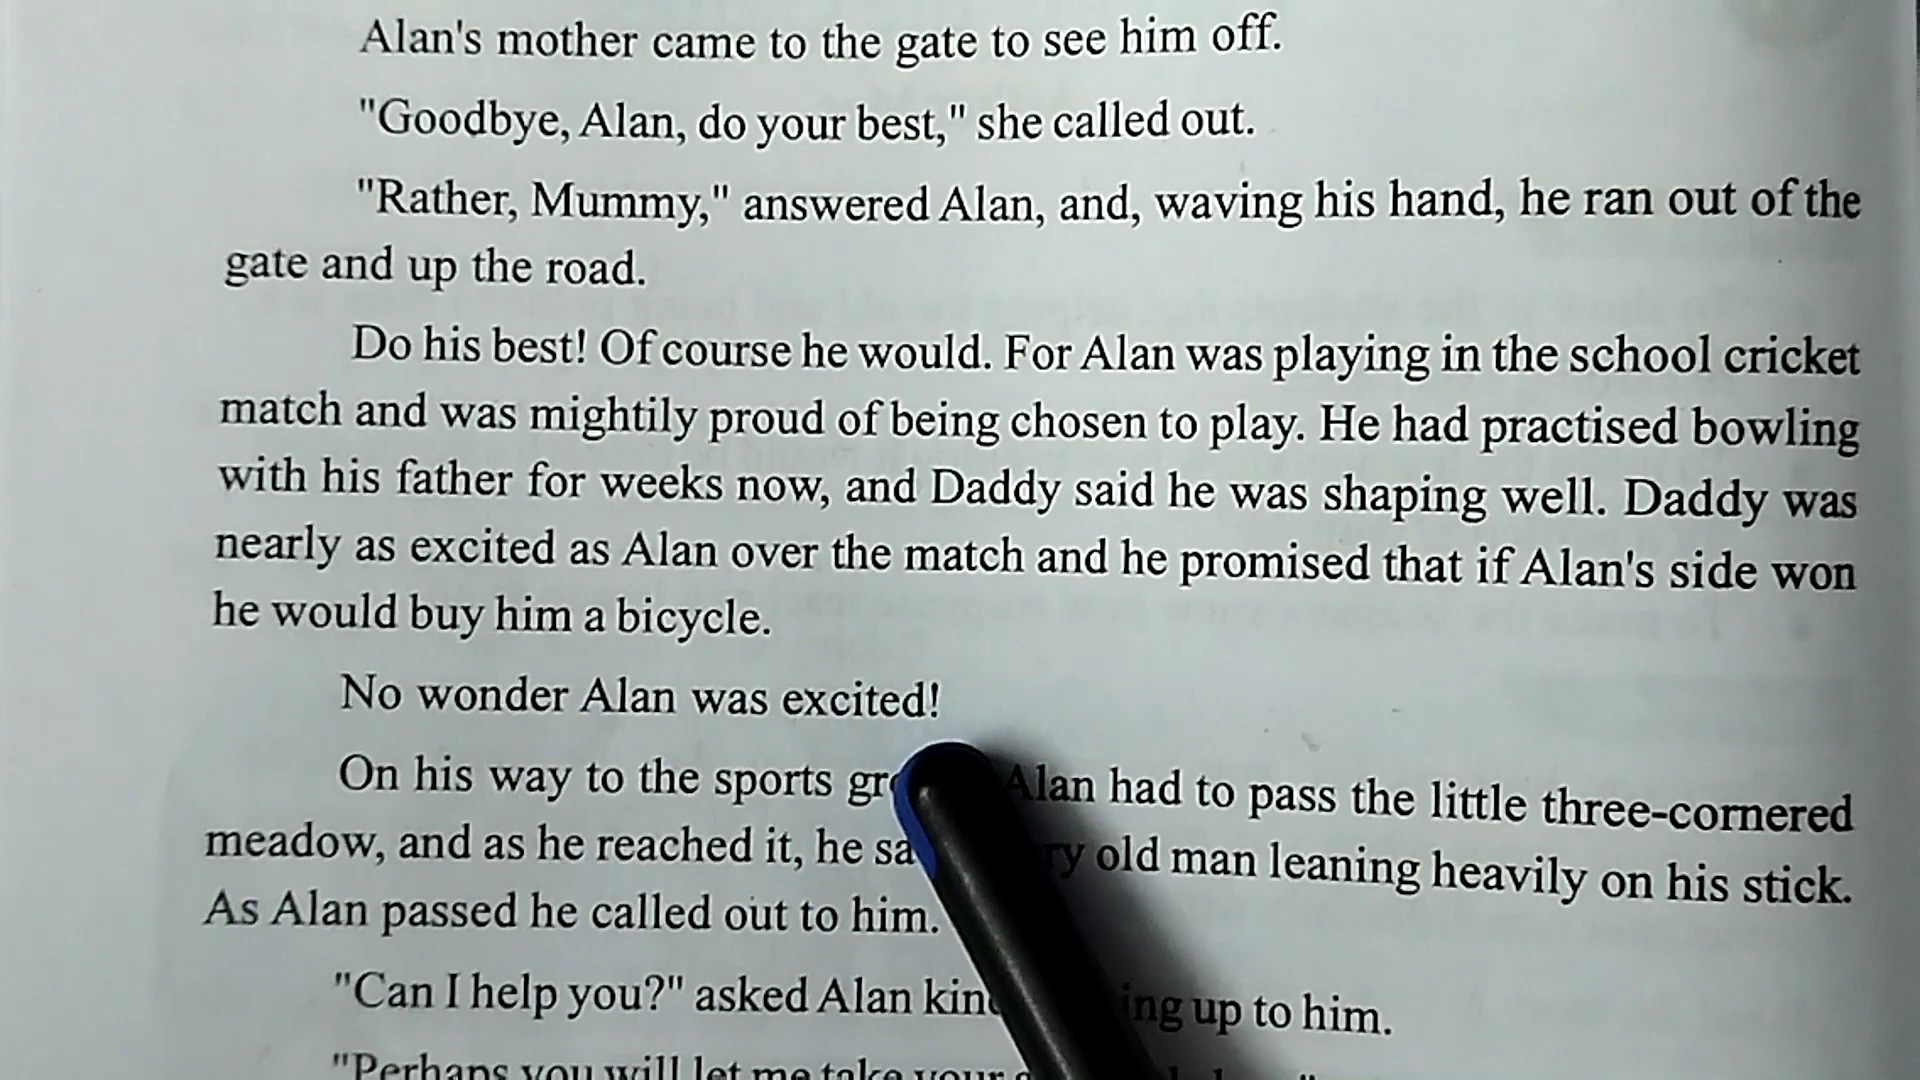 Alan's mother came to the gate to see him off.
"Goodbye, Alan, do your best," she called out.
"Rather, Mummy," answered Alan, and, waving his hand, he ran out of the
gate and up the road.
Do his best! Of course he would. For Alan was playing in the school cricket
match and was mightily proud of being chosen to play. He had practised bowling
with his father for weeks now, and Daddy said he was shaping well. Daddy was
nearly as excited as Alan over the match and he promised that if Alan's side won
he would buy him a bicycle.
No wonder Alan was excited!
On his way to the sports Alan had to pass the little three-cornered
meadow, and as he reached it, he old man leaning heavily on his stick.
As Alan passed he called out to him.
"Can I help you?" asked Alan up to him.
"Perhaps you will let me take your